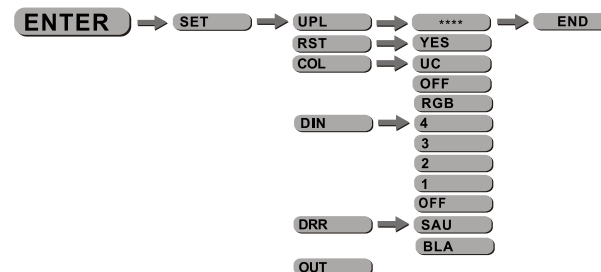 ENTER SET UPL **** END
RST YES
COL UC
OFF
RGB
DIN 4
3
2
1
OFF
DRR SAU
BLA
OUT